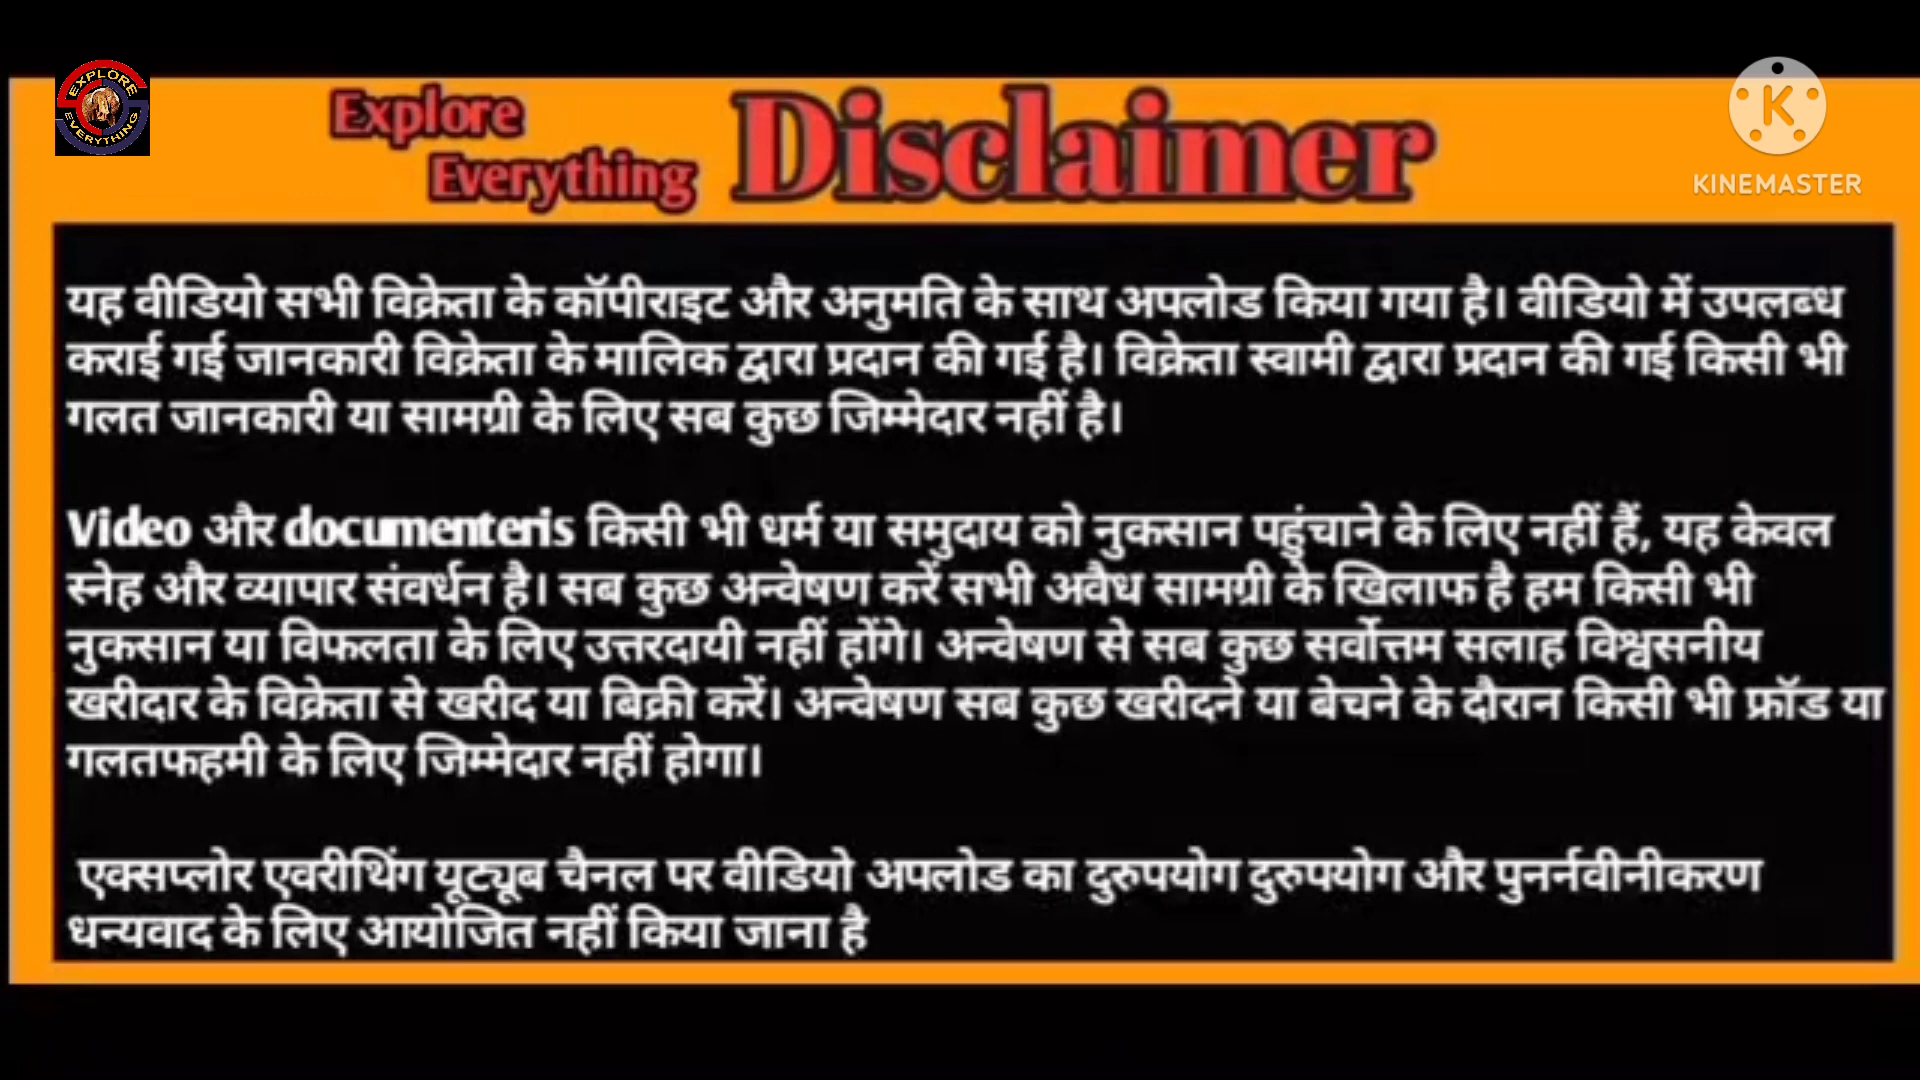 EXPLORE
EVERYTHING
Explore
Everything
Disclaimer
K
KINEMASTER
यह वीडियो सभी विक्रेता के कॉपीराइट और अनुमति के साथ अपलोड किया गया है। वीडियो में उपलब्ध
कराई गई जानकारी विक्रेता के मालिक द्वारा प्रदान की गई है। विक्रेता स्वामी द्वारा प्रदान की गई किसी भी
गलत जानकारी या सामग्री के लिए सब कुछ जिम्मेदार नहीं है।
Video और documenteris किसी भी धर्म या समुदाय को नुकसान पहुंचाने के लिए नहीं हैं, यह केवल
स्नेह और व्यापार संवर्धन है। सब कुछ अन्वेषण करें सभी अवैध सामग्री के खिलाफ है हम किसी भी
नुकसान या विफलता के लिए उत्तरदायी नहीं होंगे। अन्वेषण से सब कुछ सर्वोत्तम सलाह विश्वसनीय
खरीदार के विक्रेता से खरीद या बिक्री करें। अन्वेषण सब कुछ खरीदने या बेचने के दौरान किसी भी फ्रॉड या
गलतफहमी के लिए जिम्मेदार नहीं होगा।
एक्सप्लोर एवरीथिंग यूट्यूब चैनल पर वीडियो अपलोड का दुरुपयोग दुरुपयोग और पुनर्नवीनीकरण
धन्यवाद के लिए आयोजित नहीं किया जाना है